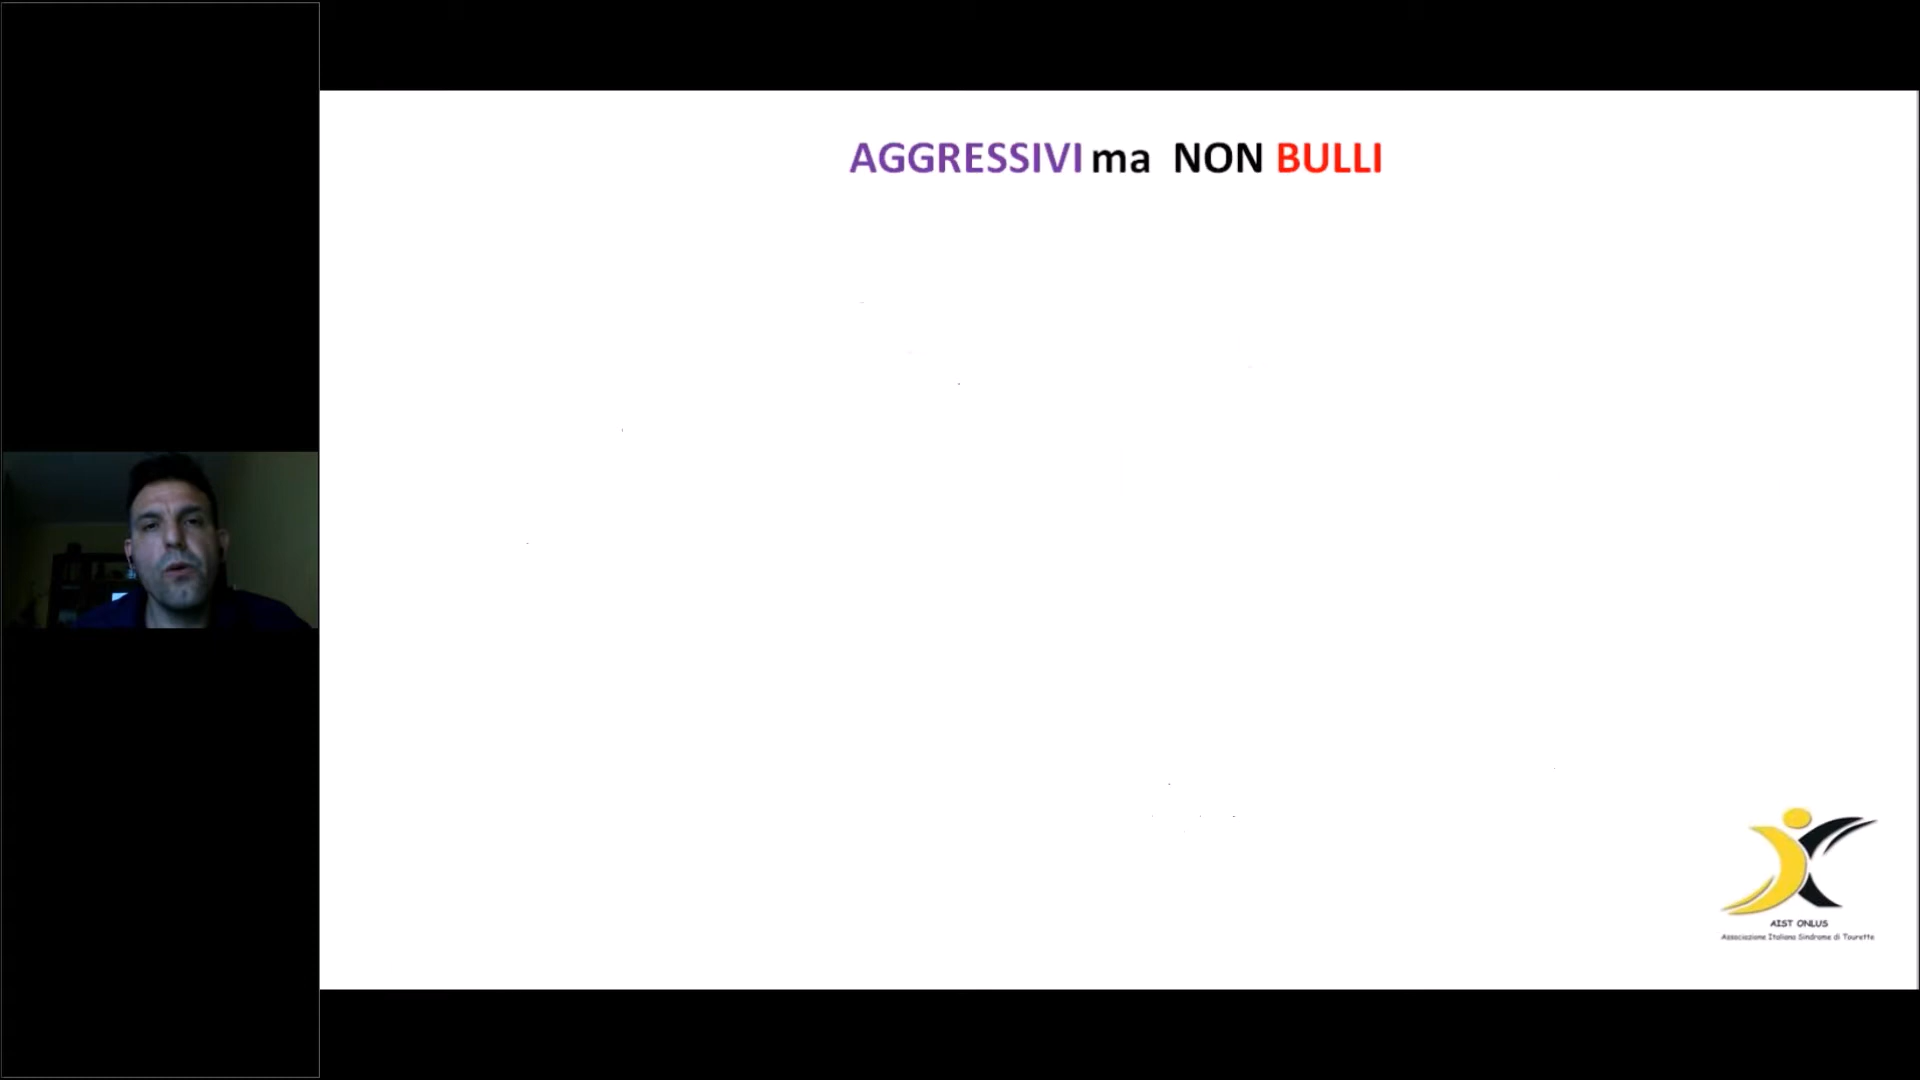 AGGRESSIVI ma NON BULLI
AIST ONLUS
Associazione Italiana Sindrome di Tourette